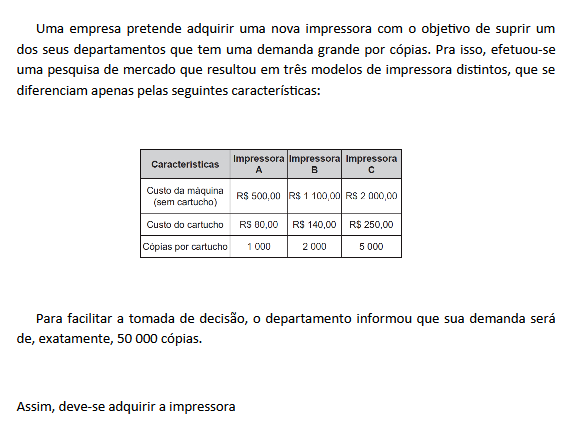 Uma empresa pretende adquirir uma nova impressora com o objetivo de suprir um
dos seus departamentos que tem uma demanda grande por cópias. Pra isso, efetuou-se
uma pesquisa de mercado que resultou em três modelos de impressora distintos, que se
diferenciam apenas pelas seguintes características:
Características Impressora A Impressora B Impressora C
Custo da máquina (sem cartucho) R$ 500,00 R$ 1 100,00 R$ 2 000,00
Custo do cartucho R$ 80,00 R$ 140,00 R$ 250,00
Cópias por cartucho 1 000 2 000 5 000
Para facilitar a tomada de decisão, o departamento informou que sua demanda será
de, exatamente, 50 000 cópias.
Assim, deve-se adquirir a impressora